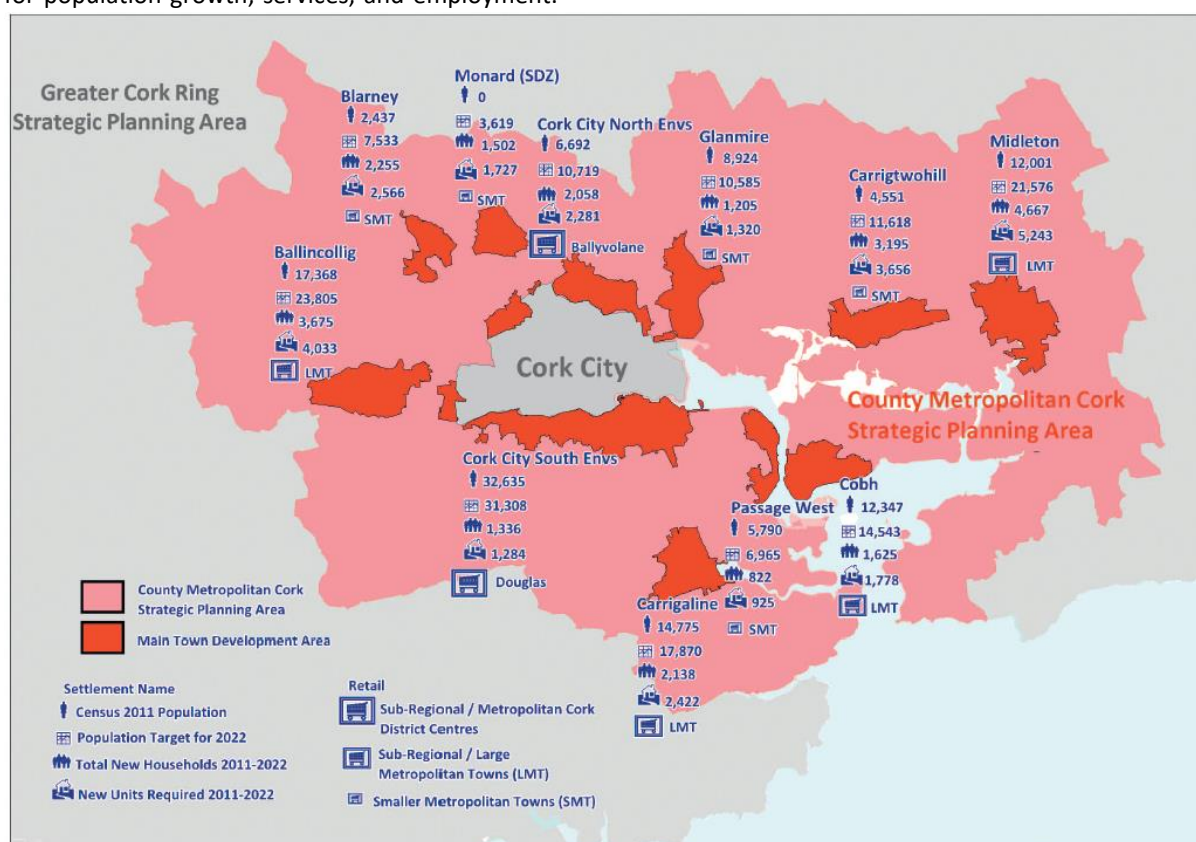 for population growth, services, and employment.
Greater Cork Ring
Strategic Planning Area
Blarney
2,437
7,533
2,255
2,566
SMT
Monard (SDZ)
0
3,619
1,502
1,727
SMT
Cork City North Envs
6,692
10,719
2,058
2,281
Ballyvolane
Glanmire
8,924
10,585
1,205
1,320
SMT
Carrigtwohill
4,551
11,618
3,195
3,656
SMT
Midleton
12,001
21,576
4,667
5,243
LMT
Ballincollig
17,368
23,805
3,675
4,033
LMT
Cork City
County Metropolitan Cork
Strategic Planning Area
Cork City South Envs
32,635
31,308
1,336
1,284
Douglas
Passage West
5,790
6,965
822
925
SMT
Cobh
12,347
14,543
1,625
1,778
LMT
Carrigaline
14,775
17,870
2,138
2,422
LMT
County Metropolitan Cork
Strategic Planning Area
Main Town Development Area
Settlement Name
Census 2011 Population
Population Target for 2022
Total New Households 2011-2022
New Units Required 2011-2022
Retail
Sub-Regional / Metropolitan Cork
District Centres
Sub-Regional / Large
Metropolitan Towns (LMT)
Smaller Metropolitan Towns (SMT)